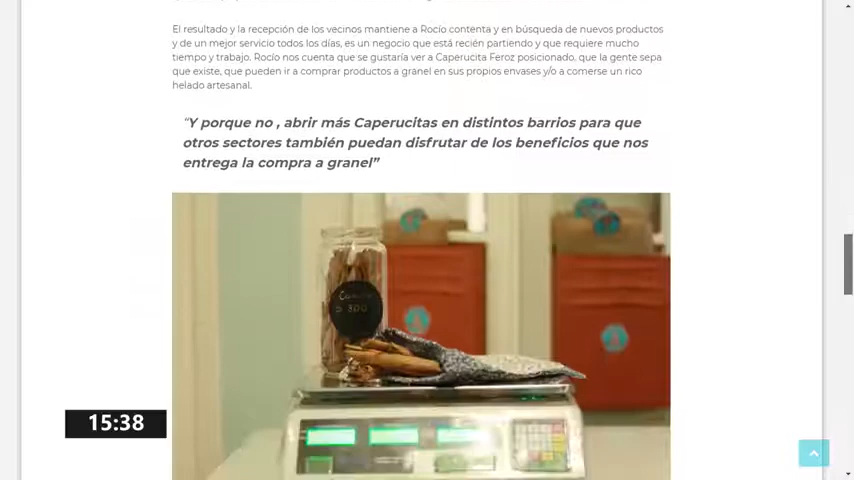 El resultado y la recepción de los vecinos mantiene a Rocío contenta y en búsqueda de nuevos productos
y de un mejor servicio todos los días, es un negocio que está recién partiendo y que requiere mucho
tiempo y trabajo. Rocío nos cuenta que se gustaría ver a Caperucita Feroz posicionado, que la gente sepa
que existe, que pueden ir a comprar productos a granel en sus propios envases y/o a comerse un rico
helado artesanal.
“Y porque no , abrir más Caperucitas en distintos barrios para que
otros sectores también puedan disfrutar de los beneficios que nos
entrega la compra a granel”
300
15:38